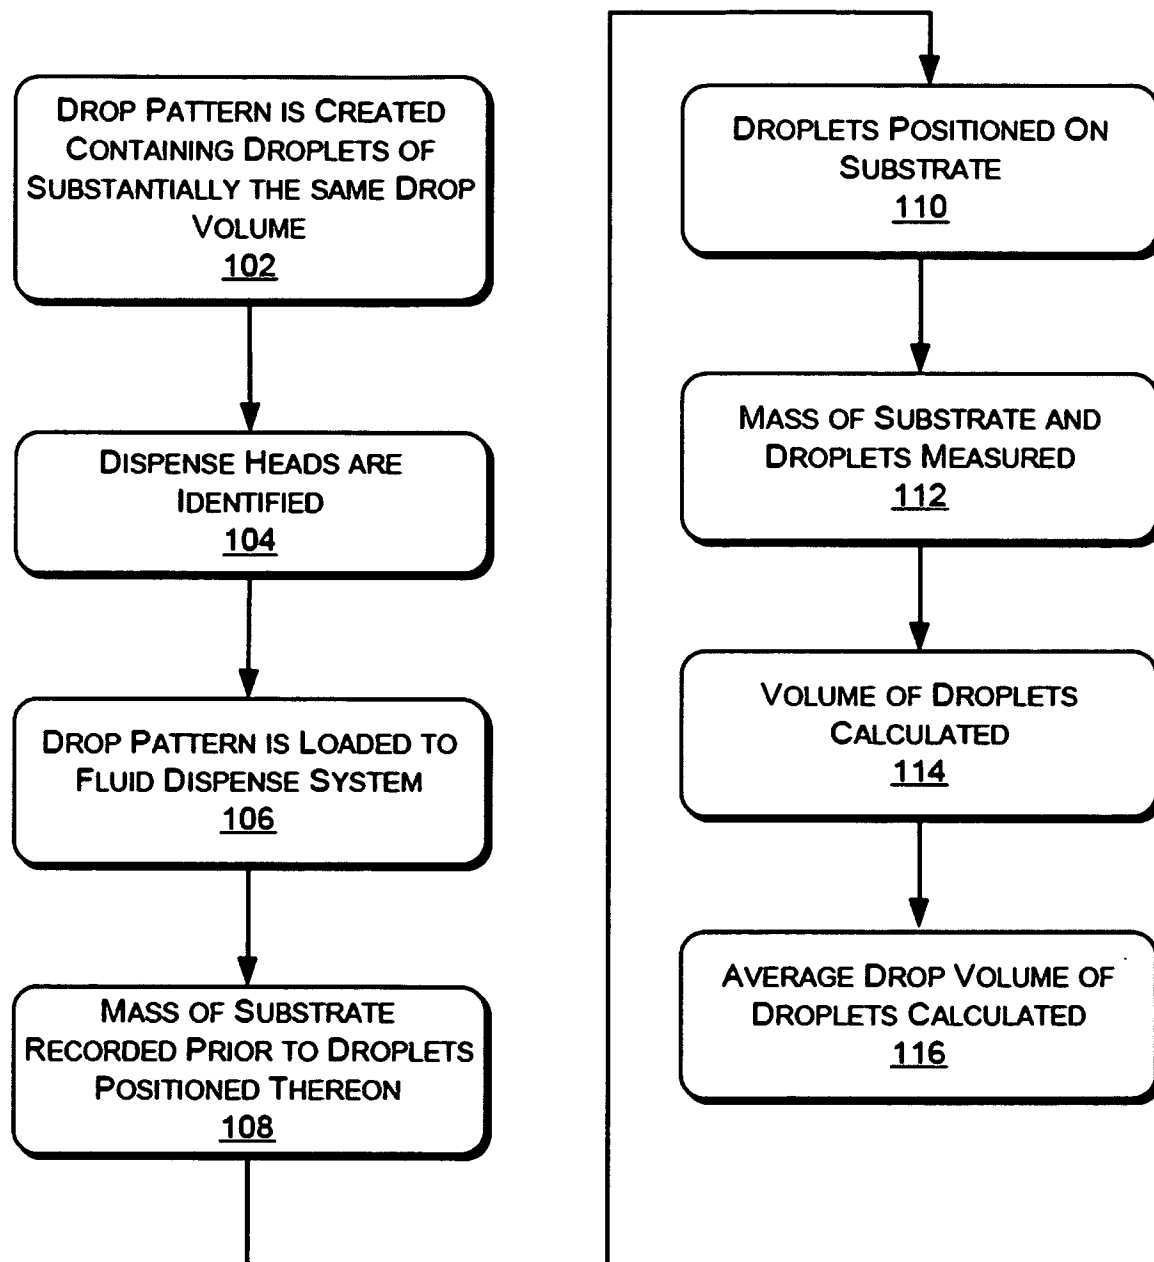 DROP PATTERN IS CREATED
CONTAINING DROPLETS OF
SUBSTANTIALLY THE SAME DROP
VOLUME
102
DISPENSE HEADS ARE
IDENTIFIED
104
DROP PATTERN IS LOADED TO
FLUID DISPENSE SYSTEM
106
MASS OF SUBSTRATE
RECORDED PRIOR TO DROPLETS
POSITIONED THEREON
108
DROPLETS POSITIONED ON
SUBSTRATE
110
MASS OF SUBSTRATE AND
DROPLETS MEASURED
112
VOLUME OF DROPLETS
CALCULATED
114
AVERAGE DROP VOLUME OF
DROPLETS CALCULATED
116